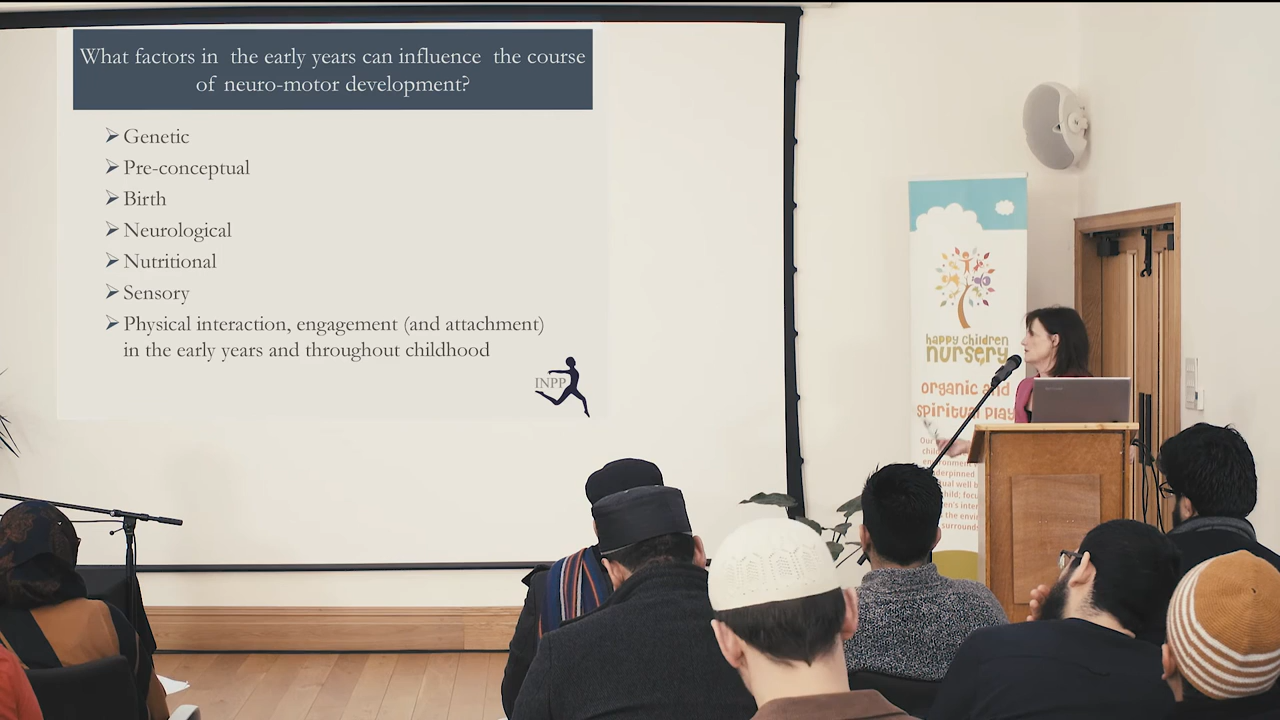 What factors in the early years can influence the course
of neuro-motor development?
➢ Genetic
➢ Pre-conceptual
➢ Birth
➢ Neurological
➢ Nutritional
➢ Sensory
➢ Physical interaction, engagement (and attachment)
in the early years and throughout childhood
INPP
happy children
nursery
organic and
spiritual play
Our